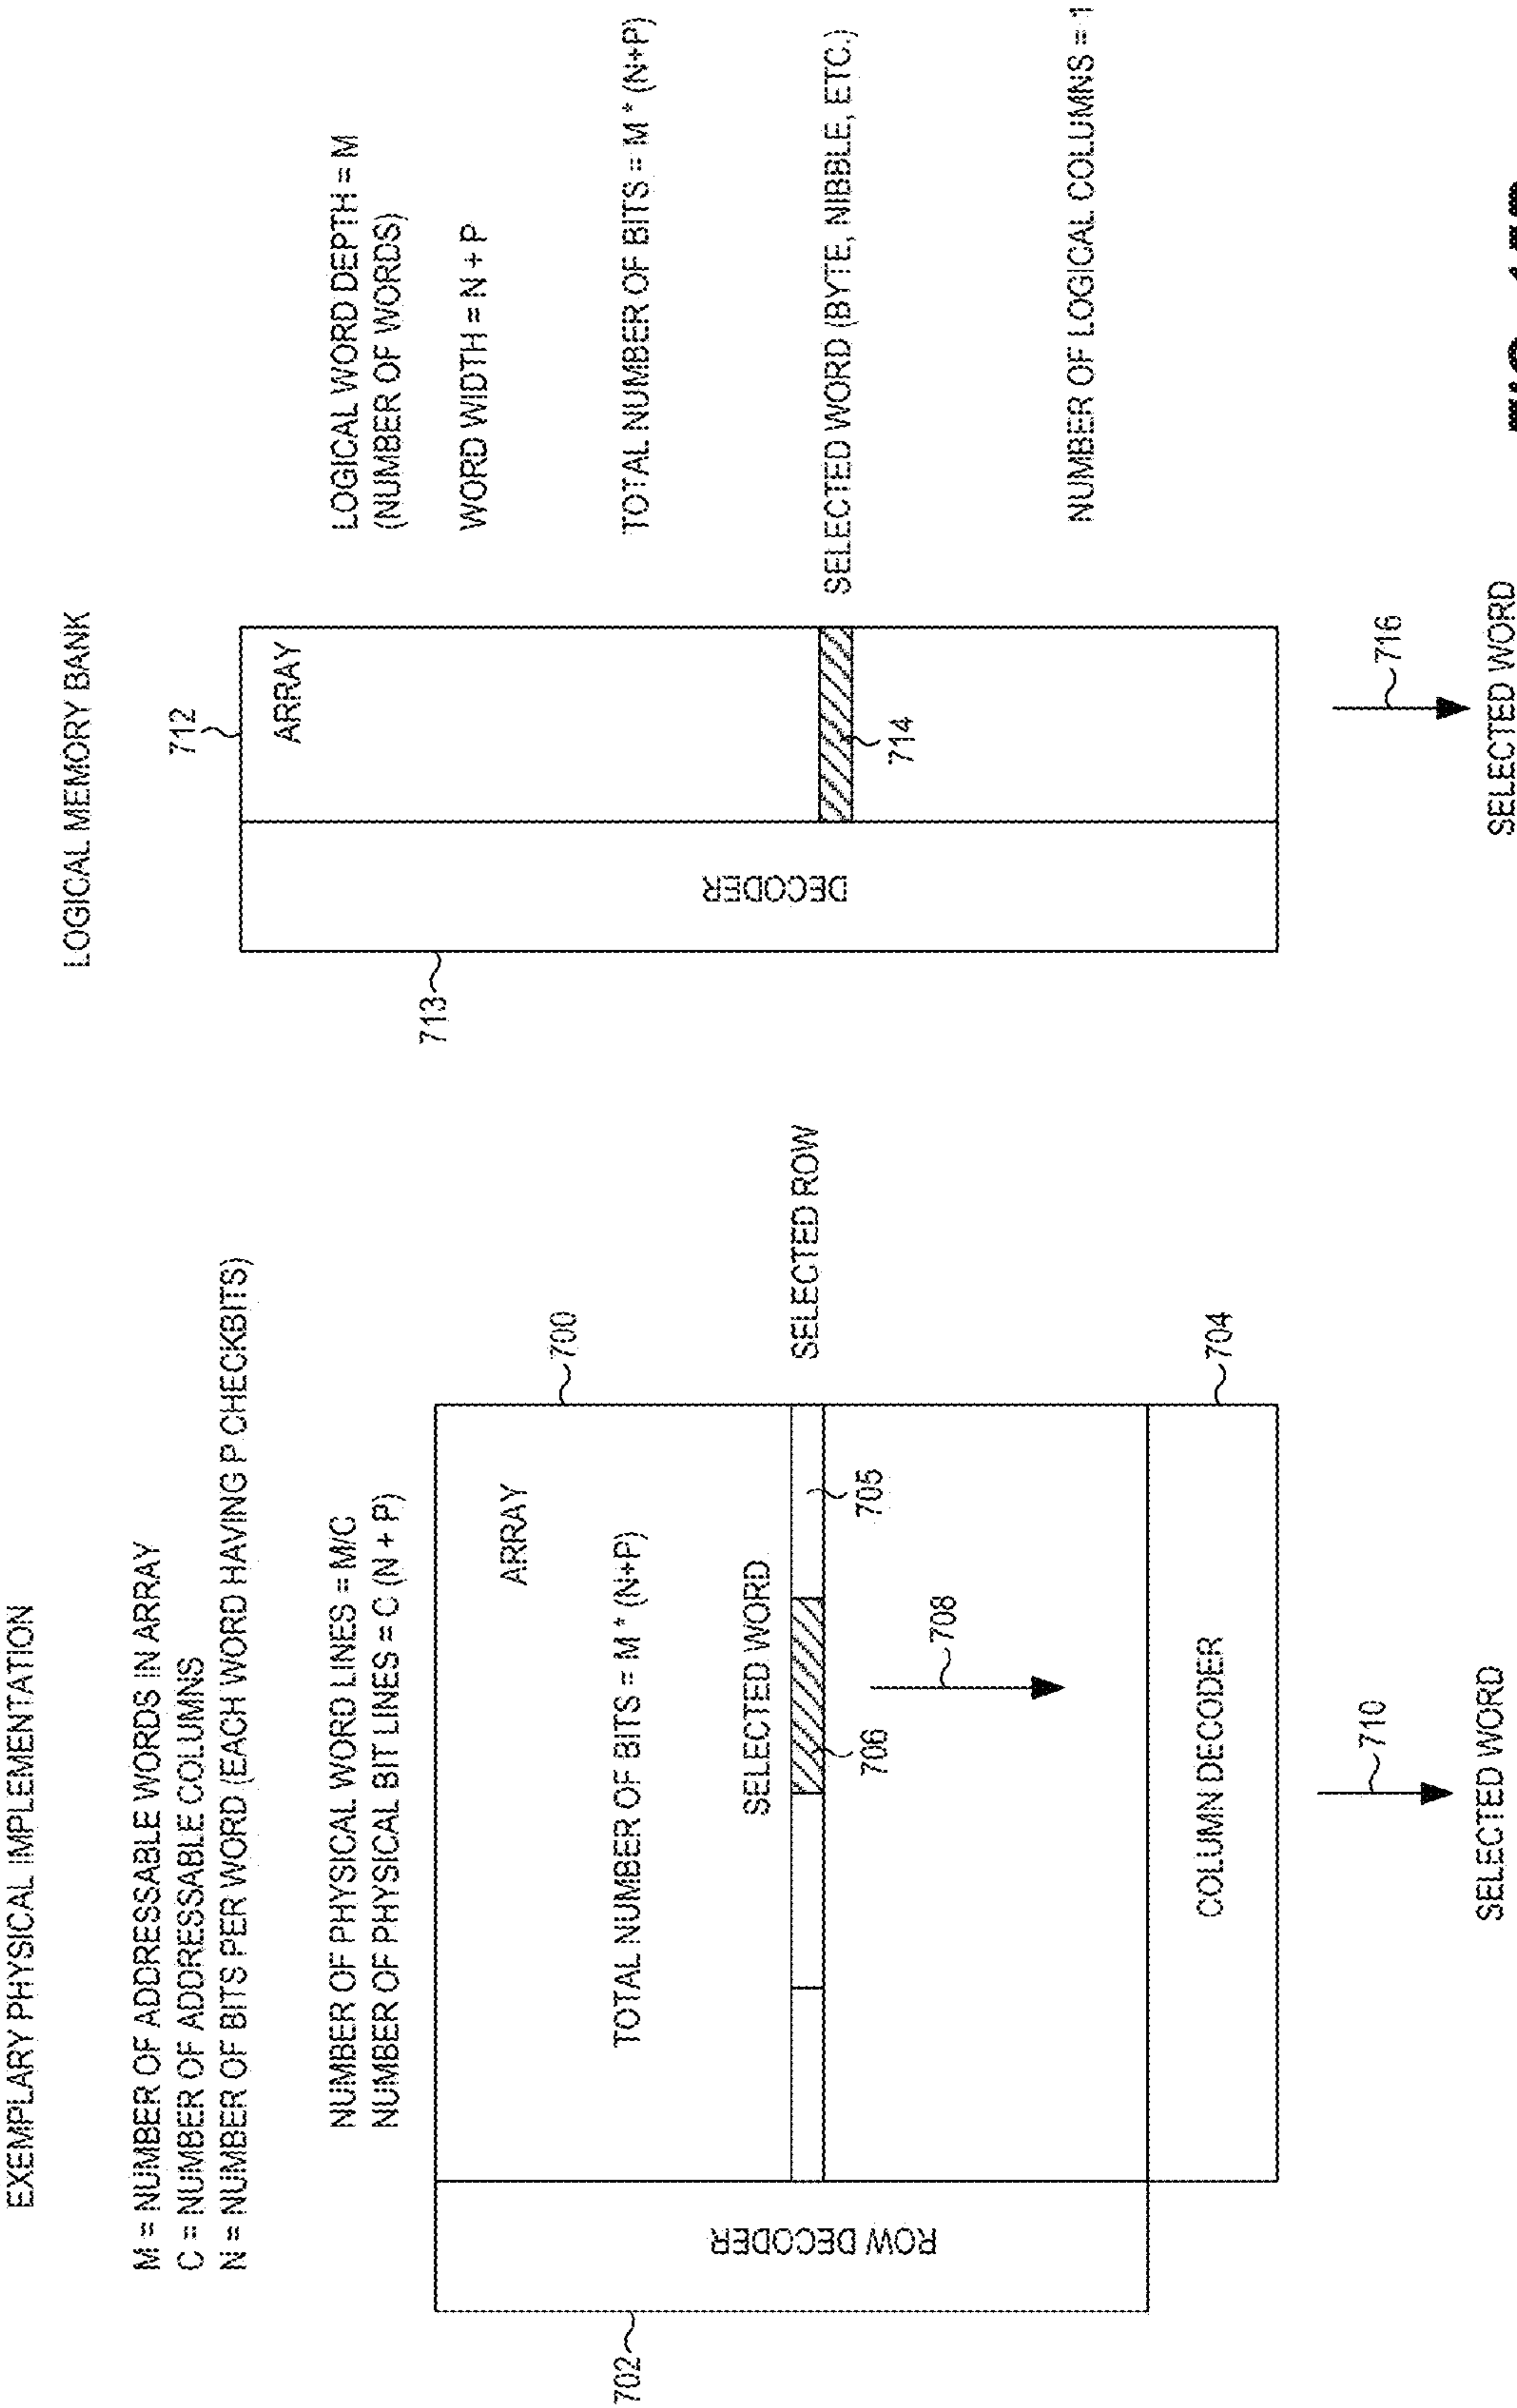 EXEMPLARY PHYSICAL IMPLEMENTATION
M = NUMBER OF ADDRESSABLE WORDS IN ARRAY
C = NUMBER OF ADDRESSABLE COLUMNS
N = NUMBER OF BITS PER WORD (EACH WORD HAVING P CHECKBITS)
NUMBER OF PHYSICAL WORD LINES = M/C
NUMBER OF PHYSICAL BIT LINES = C (N + P)
702
ROW DECODER
ARRAY
700
TOTAL NUMBER OF BITS = M * (N+P)
SELECTED WORD
SELECTED ROW
706
705
708
COLUMN DECODER
704
710
SELECTED WORD
LOGICAL MEMORY BANK
712
713
ARRAY
DECODER
714
LOGICAL WORD DEPTH = M
(NUMBER OF WORDS)
WORD WIDTH = N + P
TOTAL NUMBER OF BITS = M * (N+P)
SELECTED WORD (BYTE, NIBBLE, ETC.)
NUMBER OF LOGICAL COLUMNS = 1
716
SELECTED WORD